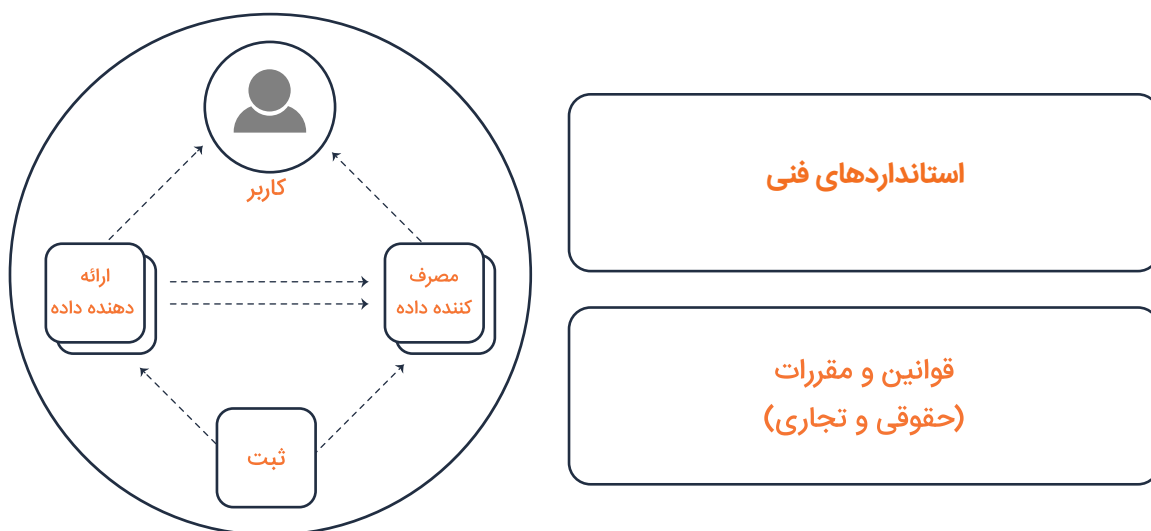 کاربر
ارائه
دهنده داده
مصرف
کننده داده
ثبت
استانداردهای فنی
قوانین و مقررات
(حقوقی و تجاری)